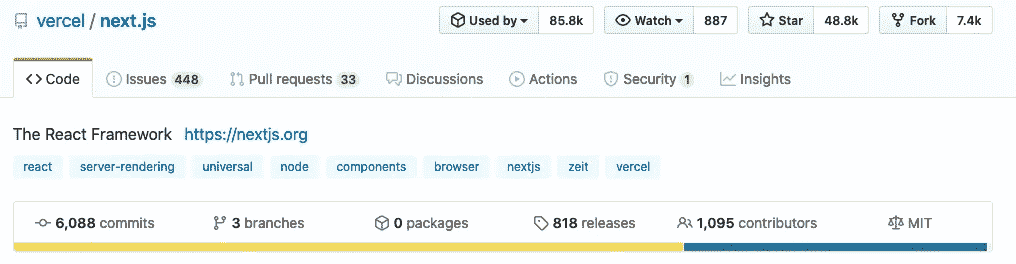 vercel / next.js Used by 85.8k Watch 887 Star 48.8k Fork 7.4k
Code Issues 448 Pull requests 33 Discussions Actions Security 1 Insights
The React Framework https://nextjs.org
react server-rendering universal node components browser nextjs zeit vercel
6,088 commits 3 branches 0 packages 818 releases 1,095 contributors MIT